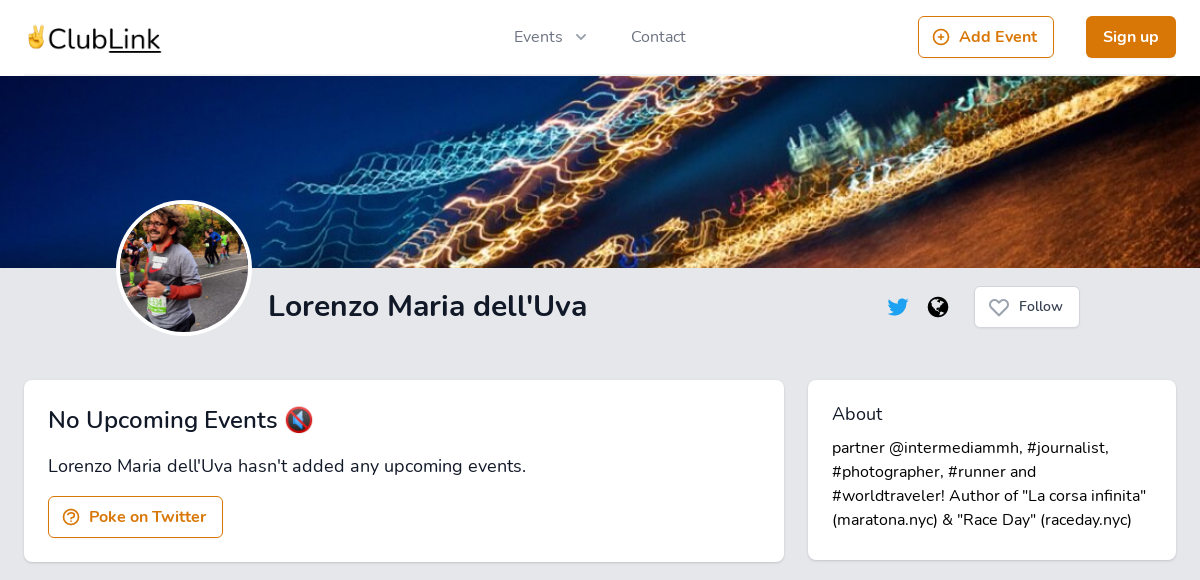 ✌ClubLink
Events
Contact
Add Event
Sign up
Lorenzo Maria dell'Uva
Follow
No Upcoming Events 🔇
Lorenzo Maria dell'Uva hasn't added any upcoming events.
Poke on Twitter
About
partner @intermediammh, #journalist,
#photographer, #runner and
#worldtraveler! Author of "La corsa infinita"
(maratona.nyc) & "Race Day" (raceday.nyc)